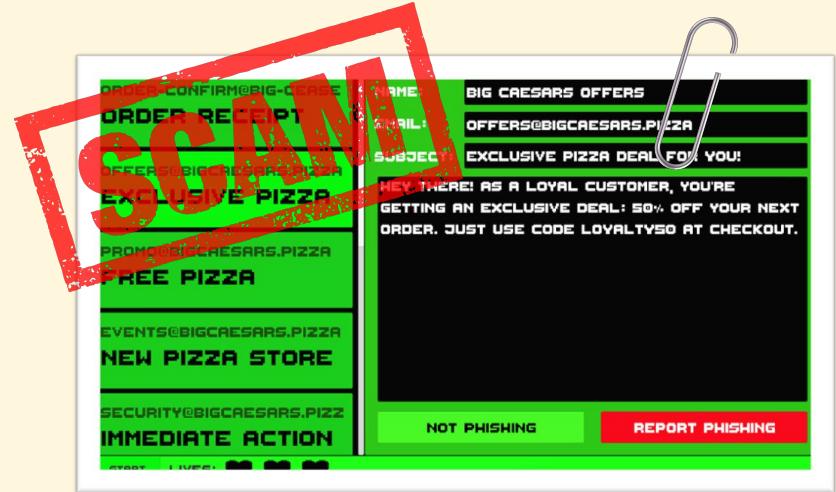 SCAM
ORDER-CONFIRM@BIG-CEASE
ORDER RECEIPT
OFFERS@BIGCAESARS.PIZZA
EXCLUSIVE PIZZA
PROMO@BIGCAESARS.PIZZA
FREE PIZZA
EVENTS@BIGCAESARS.PIZZA
NEW PIZZA STORE
SECURITY@BIGCAESARS.PIZZ
IMMEDIATE ACTION
START LIVES:
NAME: BIG CAESARS OFFERS
EMAIL: OFFERS@BIGCAESARS.PIZZA
SUBJECT: EXCLUSIVE PIZZA DEAL FOR YOU!
HEY THERE! AS A LOYAL CUSTOMER, YOU'RE
GETTING AN EXCLUSIVE DEAL: 50% OFF YOUR NEXT
ORDER. JUST USE CODE LOYALTY50 AT CHECKOUT.
NOT PHISHING
REPORT PHISHING